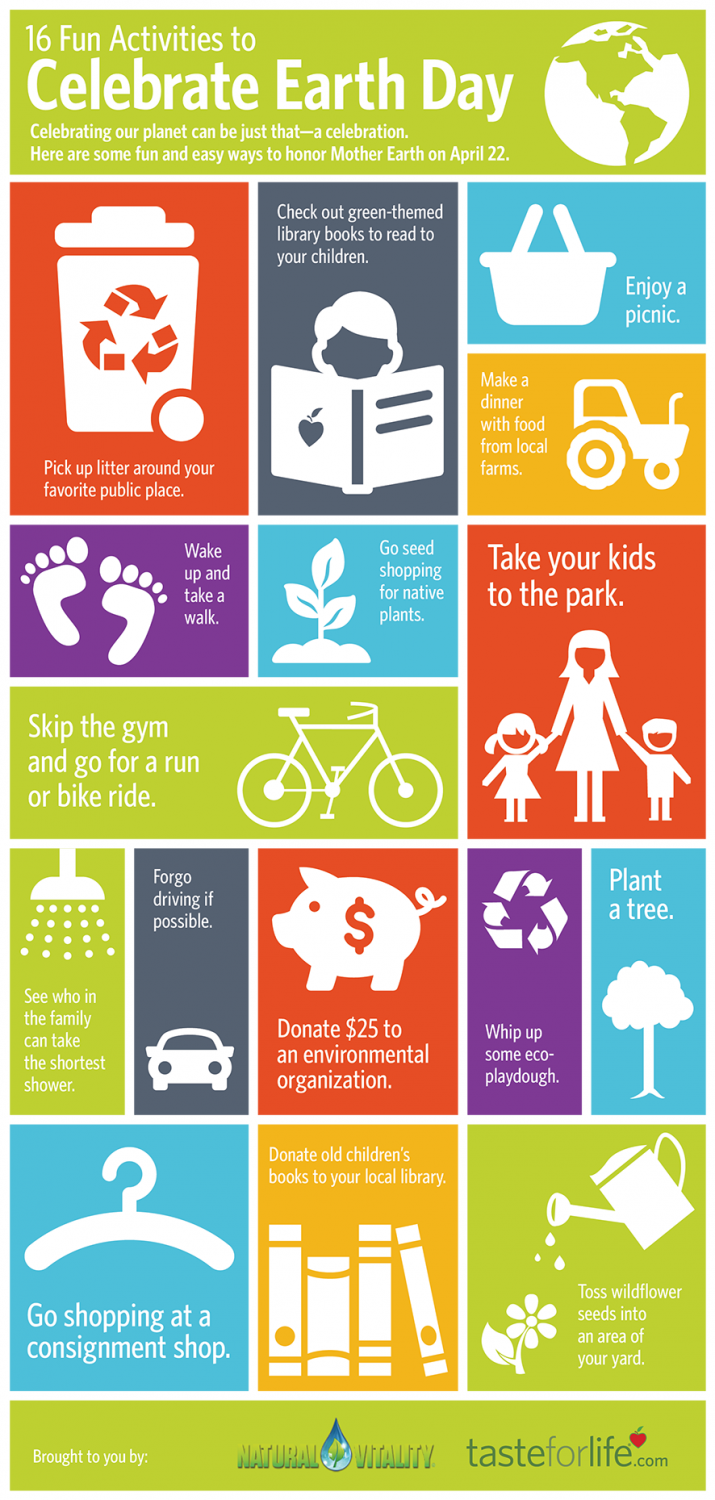 16 Fun Activities to
Celebrate Earth Day
Celebrating our planet can be just that—a celebration.
Here are some fun and easy ways to honor Mother Earth on April 22.
Pick up litter around your
favorite public place.
Check out green-themed
library books to read to
your children.
Enjoy a
picnic.
Make a
dinner
with food
from local
farms.
Wake
up and
take a
walk.
Go seed
shopping
for native
plants.
Take your kids
to the park.
Skip the gym
and go for a run
or bike ride.
See who in
the family
can take
the shortest
shower.
Forgo
driving if
possible.
$
Donate $25 to
an environmental
organization.
Whip up
some eco-
playdough.
Plant
a tree.
Go shopping at a
consignment shop.
Donate old children's
books to your local library.
Toss wildflower
seeds into
an area of
your yard.
Brought to you by:
NATURAL VITALITY
tasteforlife.com